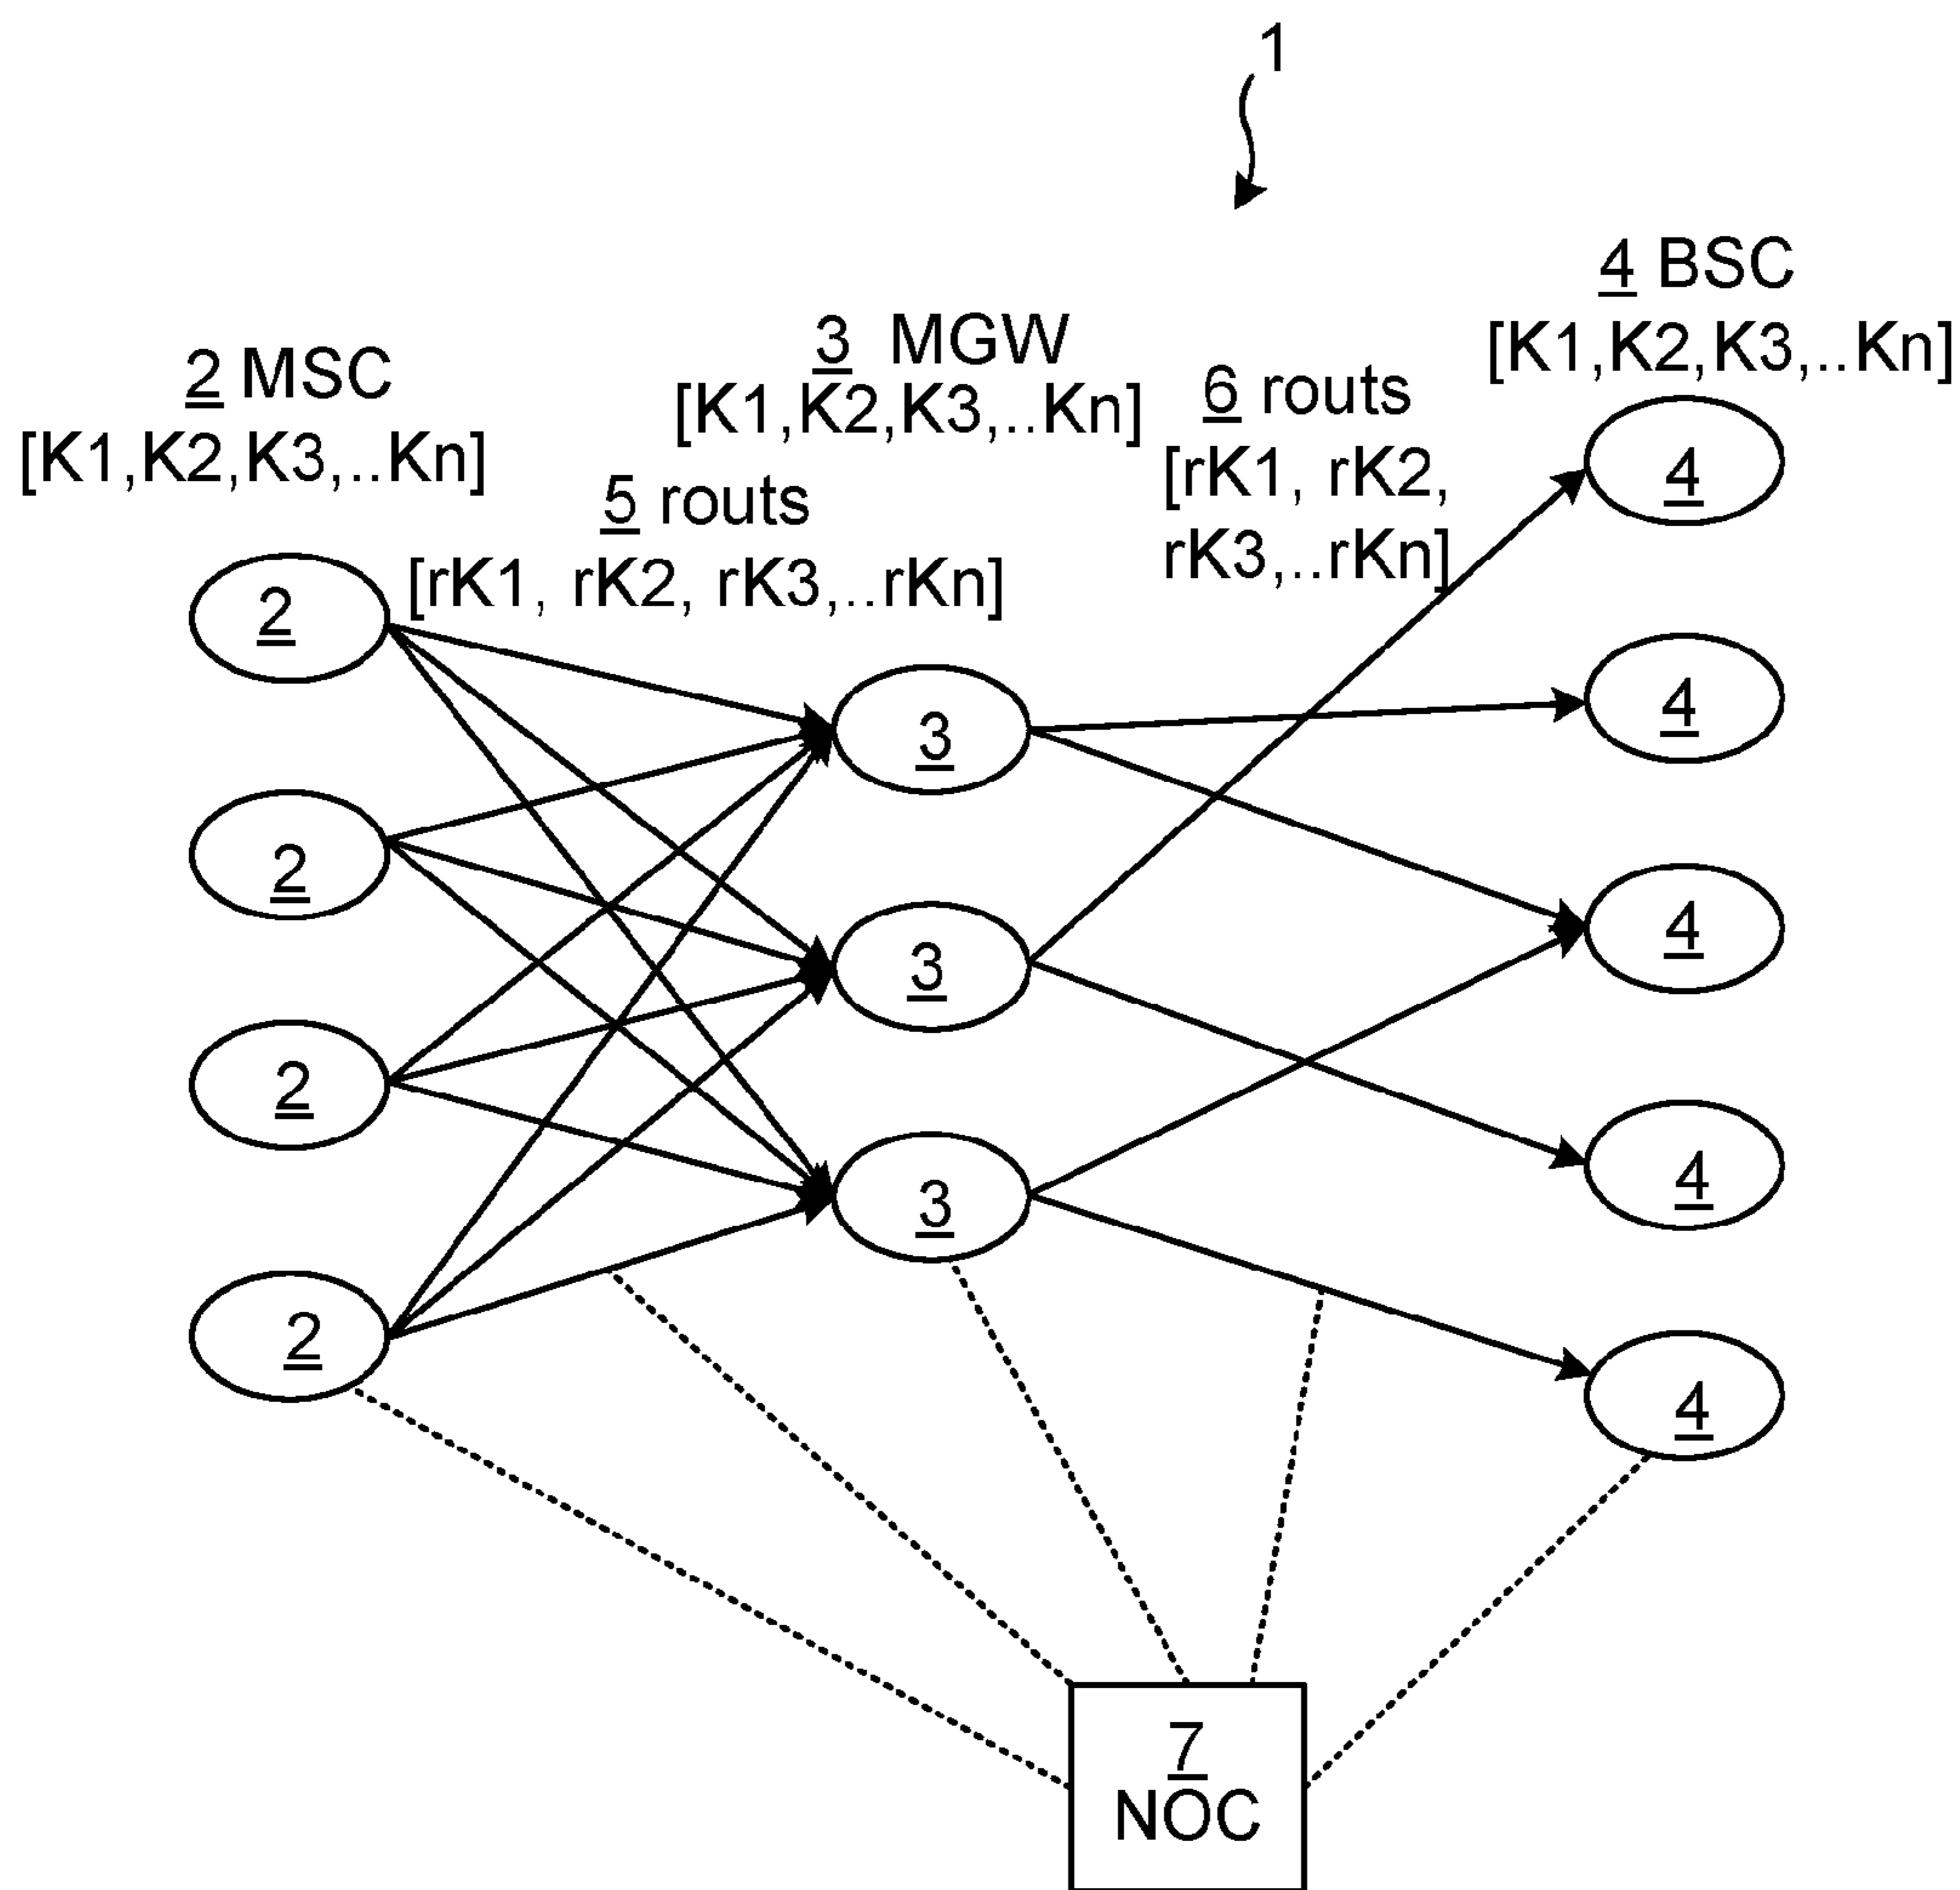 1
4 BSC
[K1,K2,K3,..Kn]
3 MGW
[K1,K2,K3,..Kn]
2 MSC
[K1,K2,K3,..Kn]
6 routs
[rK1, rK2,
rK3,..rKn]
5 routs
[rK1, rK2, rK3,..rKn]
2
2
2
2
3
3
3
4
4
4
4
4
7
NOC